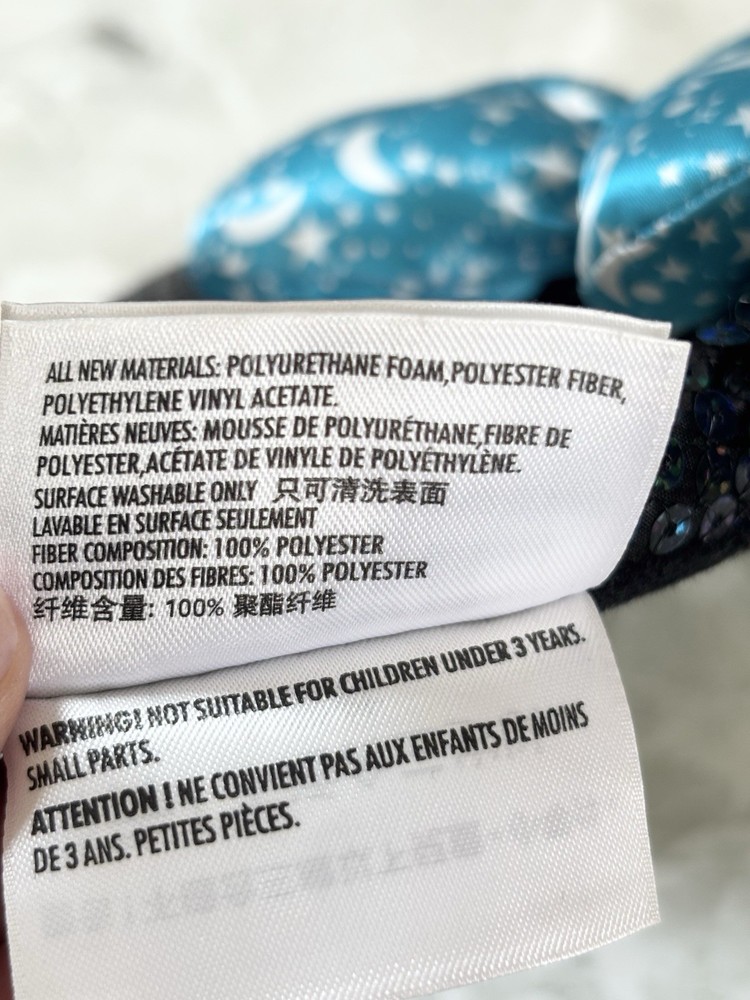 ALL NEW MATERIALS: POLYURETHANE FOAM,POLYESTER FIBER,
POLYETHYLENE VINYL ACETATE.
MATIÈRES NEUVES: MOUSSE DE POLYURÉTHANE,FIBRE DE
POLYESTER,ACÉTATE DE VINYLE DE POLYÉTHYLÈNE.
SURFACE WASHABLE ONLY 只可清洗表面
LAVABLE EN SURFACE SEULEMENT
FIBER COMPOSITION: 100% POLYESTER
COMPOSITION DES FIBRES: 100% POLYESTER
纤维含量: 100% 聚酯纤维
WARNING! NOT SUITABLE FOR CHILDREN UNDER 3 YEARS.
SMALL PARTS.
ATTENTION ! NE CONVIENT PAS AUX ENFANTS DE MOINS
DE 3 ANS. PETITES PIÈCES.